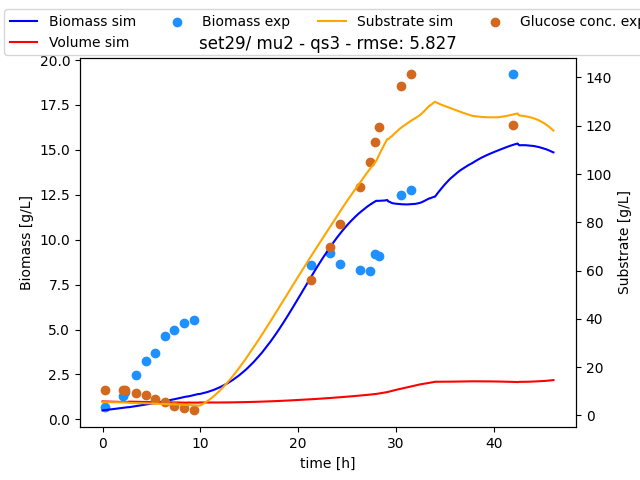 Biomass sim Biomass exp Substrate sim Glucose conc. exp
Volume sim
set29/ mu2 - qs3 - rmse: 5.827
20.0
17.5
15.0
12.5
10.0
7.5
5.0
2.5
0.0
Biomass [g/L]
140
120
100
80
60
40
20
0
Substrate [g/L]
0 10 20 30 40
time [h]